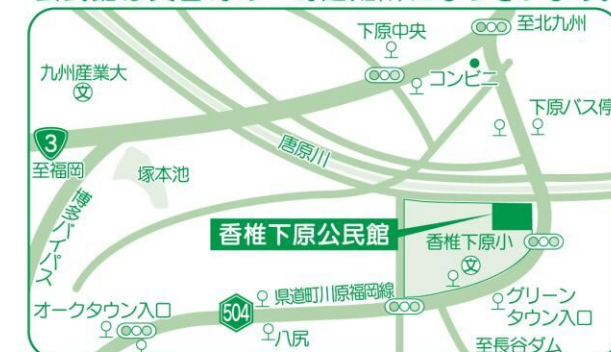 下原中央
至北九州
九州産業大
文
コンビニ
下原バス停
3
至福岡
唐原川
塚本池
博多バイパス
香椎下原公民館
香椎下原小
文
オークタウン入口
504
県道町川原福岡線
八尻
グリーン
タウン入口
至長谷ダム